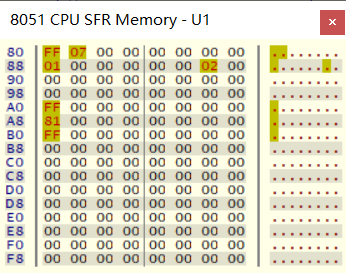 8051 CPU SFR Memory - U1
80 FF 07 00 00 00 00 00 00 ........
88 01 00 00 00 00 00 02 00 ........
90 00 00 00 00 00 00 00 00 ........
98 00 00 00 00 00 00 00 00 ........
A0 FF 00 00 00 00 00 00 00 ........
A8 81 00 00 00 00 00 00 00 ........
B0 FF 00 00 00 00 00 00 00 ........
B8 00 00 00 00 00 00 00 00 ........
C0 00 00 00 00 00 00 00 00 ........
C8 00 00 00 00 00 00 00 00 ........
D0 00 00 00 00 00 00 00 00 ........
D8 00 00 00 00 00 00 00 00 ........
E0 00 00 00 00 00 00 00 00 ........
E8 00 00 00 00 00 00 00 00 ........
F0 00 00 00 00 00 00 00 00 ........
F8 00 00 00 00 00 00 00 00 ........